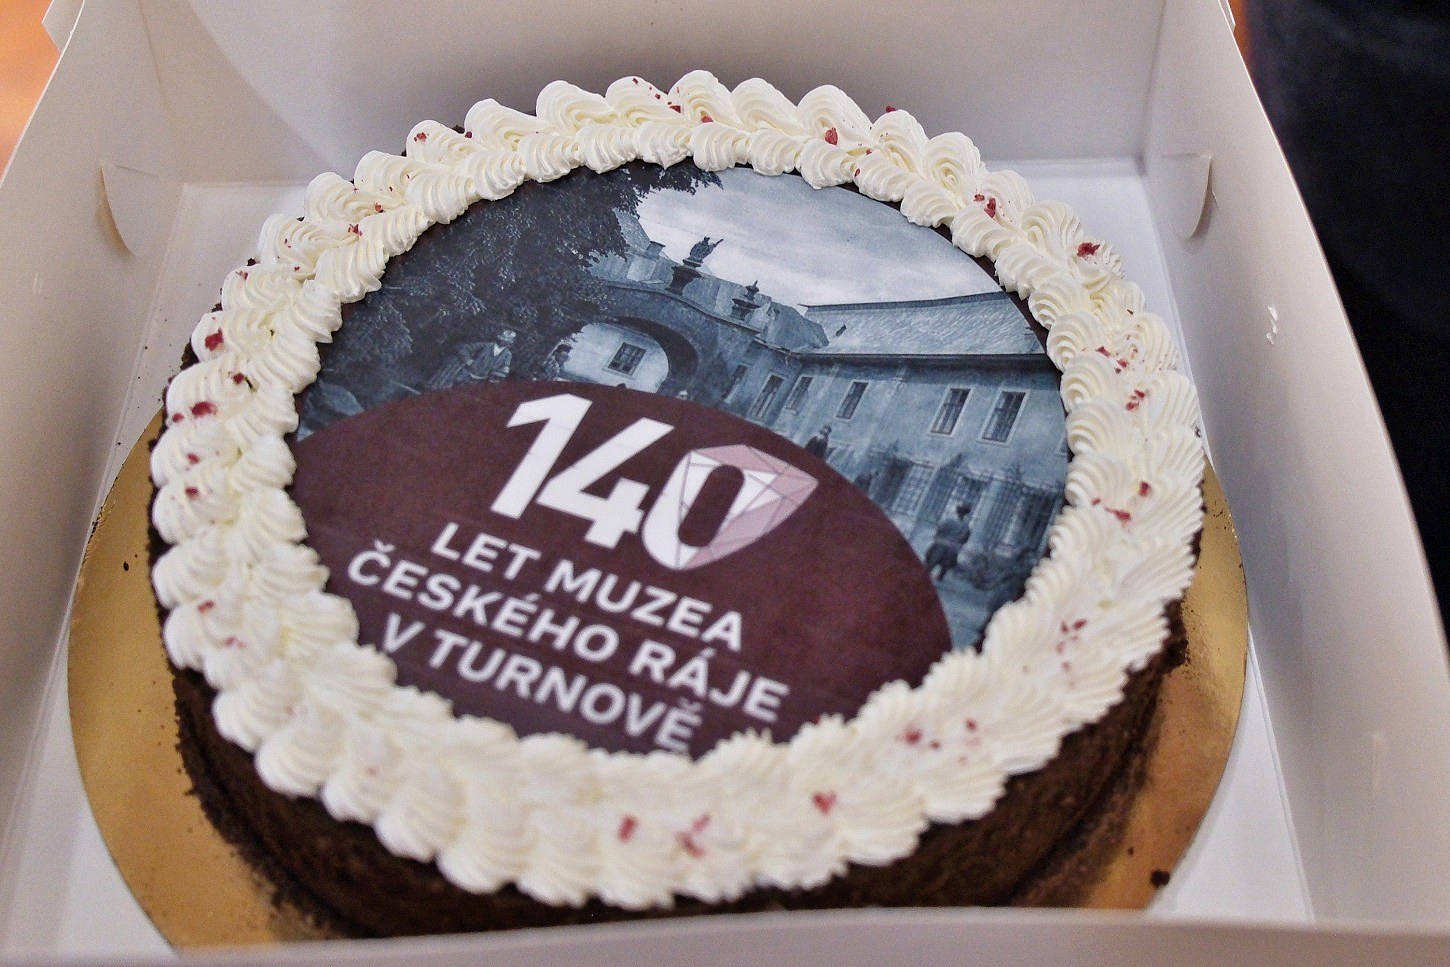 140
LET MUZEA
ČESKÉHO RÁJE
V TURNOVĚ